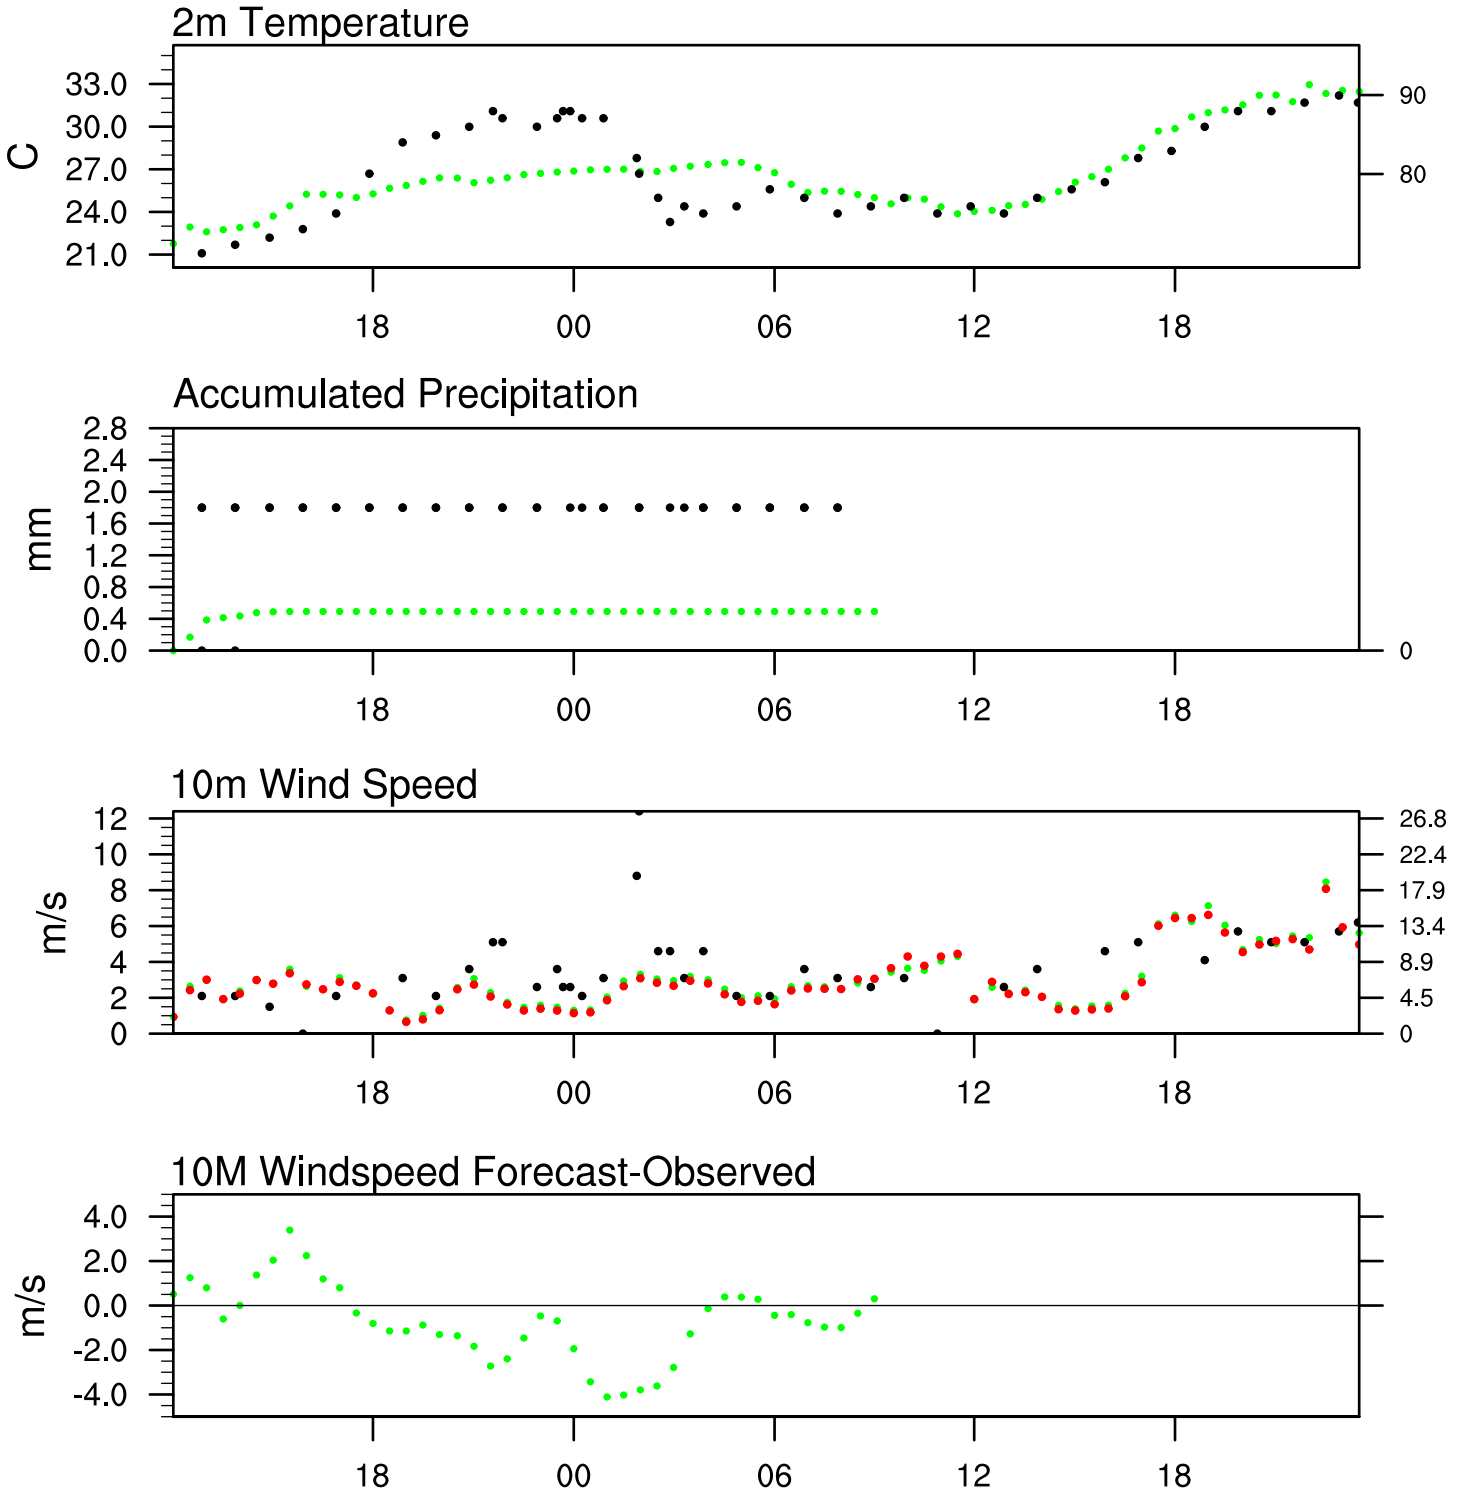 2m Temperature
33.0
30.0
27.0
24.0
21.0
C
90
80
18 00 06 12 18
Accumulated Precipitation
2.8
2.4
2.0
1.6
1.2
0.8
0.4
0.0
mm
0
18 00 06 12 18
10m Wind Speed
12
10
8
6
4
2
0
m/s
26.8
22.4
17.9
13.4
8.9
4.5
0
18 00 06 12 18
10M Windspeed Forecast-Observed
4.0
2.0
0.0
-2.0
-4.0
m/s
18 00 06 12 18